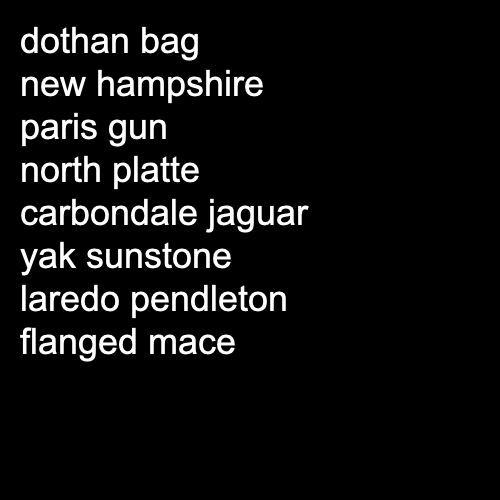 dothan bag
new hampshire
paris gun
north platte
carbondale jaguar
yak sunstone
laredo pendleton
flanged mace